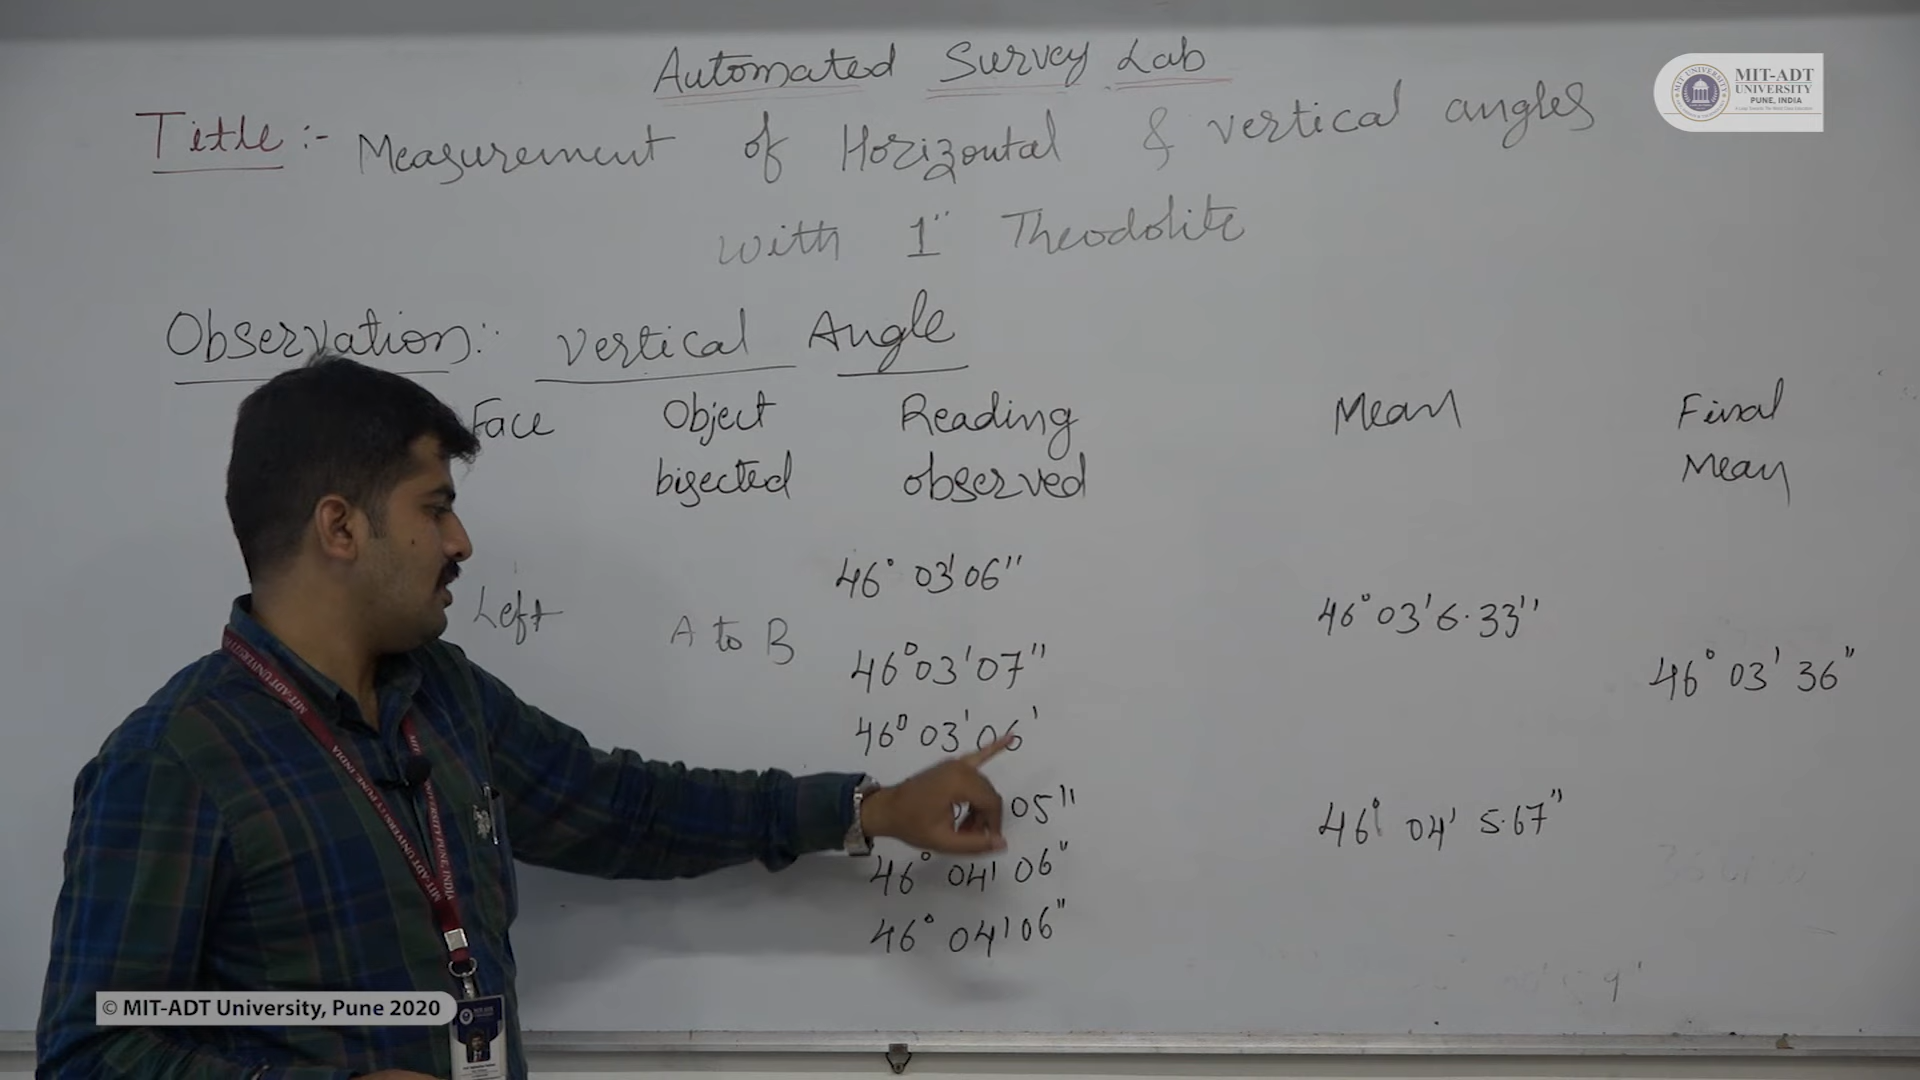 Automated Survey Lab
MIT-ADT
UNIVERSITY
PUNE, INDIA
Title :- Measurement of Horizontal & vertical angles
with 1" Theodolite
Observation:- vertical Angle
Face Object Reading Mean Final
bisected observed Mean
46° 03' 06"
Left A to B 46° 03' 6.33"
46° 03' 07" 46° 03' 36"
46° 03' 06'
05" 46° 04' 5.67"
46° 04' 06"
46° 04' 06"
© MIT-ADT University, Pune 2020